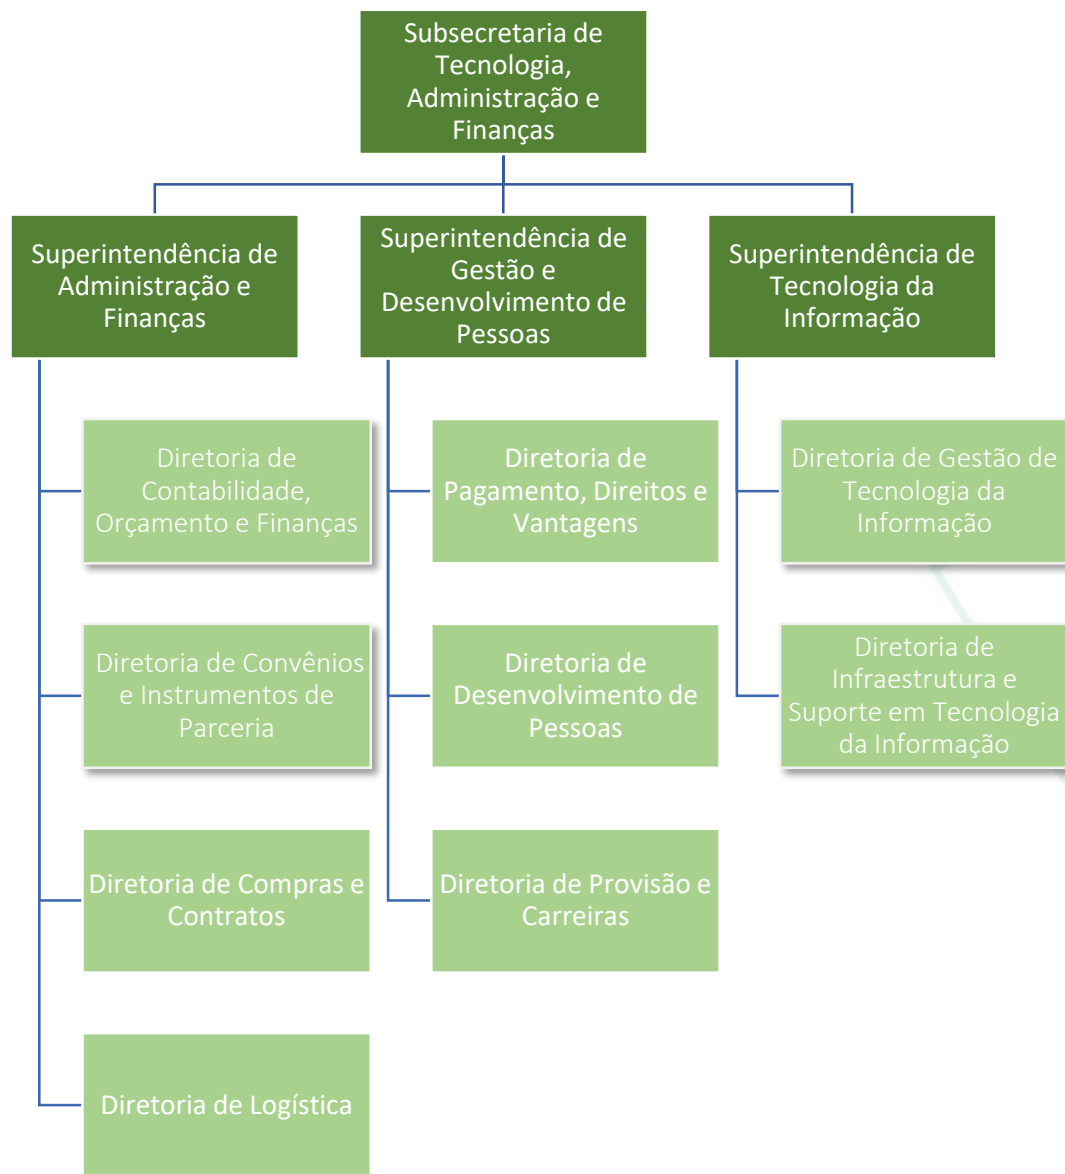 Subsecretaria de
Tecnologia,
Administração e
Finanças
Superintendência de
Administração e
Finanças
Superintendência de
Gestão e
Desenvolvimento de
Pessoas
Superintendência de
Tecnologia da
Informação
Diretoria de
Contabilidade,
Orçamento e Finanças
Diretoria de
Pagamento, Direitos e
Vantagens
Diretoria de Gestão de
Tecnologia da
Informação
Diretoria de Convênios
e Instrumentos de
Parceria
Diretoria de
Desenvolvimento de
Pessoas
Diretoria de
Infraestrutura e
Suporte em Tecnologia
da Informação
Diretoria de Compras e
Contratos
Diretoria de Provisão e
Carreiras
Diretoria de Logística